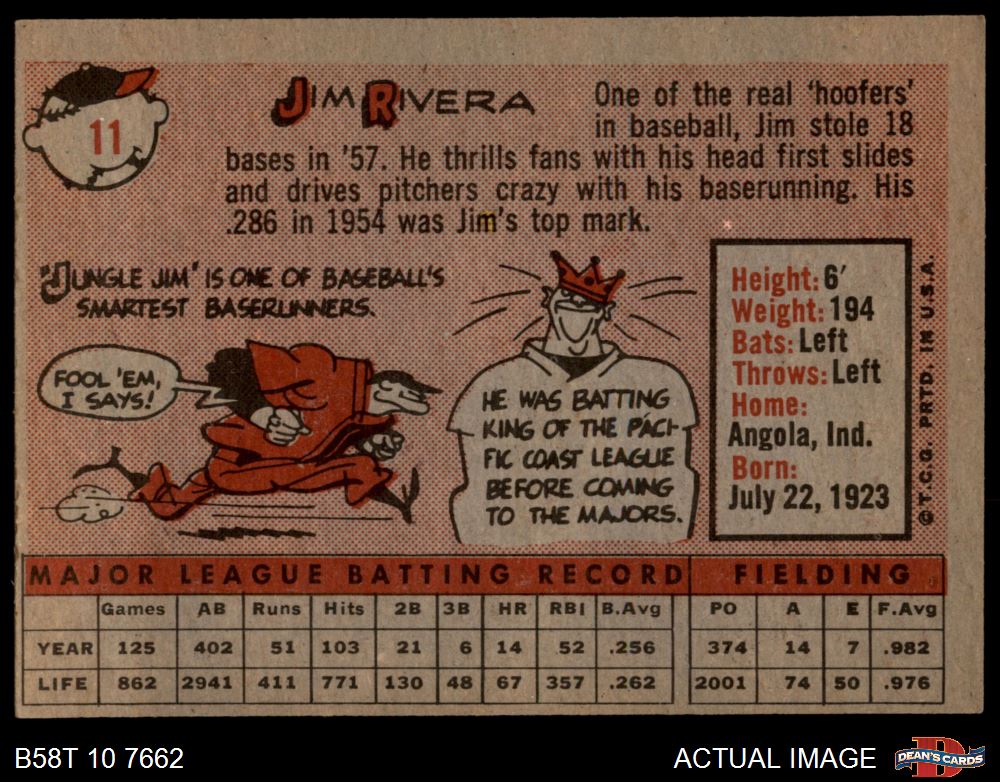 11
JIM RIVERA
One of the real 'hoofers'
in baseball, Jim stole 18
bases in '57. He thrills fans with his head first slides
and drives pitchers crazy with his baserunning. His
.286 in 1954 was Jim's top mark.
"JUNGLE JIM" IS ONE OF BASEBALL'S
SMARTEST BASERUNNERS.
FOOL 'EM,
I SAYS!
HE WAS BATTING
KING OF THE PACI-
FIC COAST LEAGUE
BEFORE COMING
TO THE MAJORS.
Height: 6'
Weight: 194
Bats: Left
Throws: Left
Home:
Angola, Ind.
Born:
July 22, 1923
© T.C.G. PRTD. IN U.S.A.
MAJOR LEAGUE BATTING RECORD FIELDING
Games AB Runs Hits 2B 3B HR RBI B.Avg PO A E F.Avg
YEAR 125 402 51 103 21 6 14 52 .256 374 14 7 .982
LIFE 862 2941 411 771 130 48 67 357 .262 2001 74 50 .976
B58T 10 7662 ACTUAL IMAGE D DEAN'S CARDS